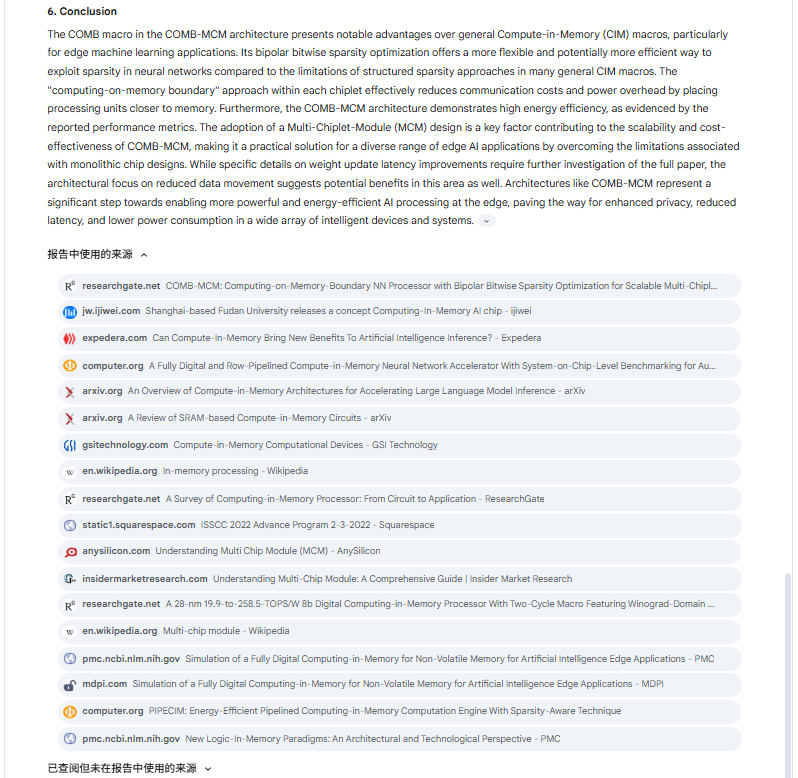 6. Conclusion
The COMB macro in the COMB-MCM architecture presents notable advantages over general Compute-in-Memory (CIM) macros, particularly
for edge machine learning applications. Its bipolar bitwise sparsity optimization offers a more flexible and potentially more efficient way to
exploit sparsity in neural networks compared to the limitations of structured sparsity approaches in many general CIM macros. The
"computing-on-memory boundary" approach within each chiplet effectively reduces communication costs and power overhead by placing
processing units closer to memory. Furthermore, the COMB-MCM architecture demonstrates high energy efficiency, as evidenced by the
reported performance metrics. The adoption of a Multi-Chiplet-Module (MCM) design is a key factor contributing to the scalability and cost-
effectiveness of COMB-MCM, making it a practical solution for a diverse range of edge AI applications by overcoming the limitations associated
with monolithic chip designs. While specific details on weight update latency improvements require further investigation of the full paper, the
architectural focus on reduced data movement suggests potential benefits in this area as well. Architectures like COMB-MCM represent a
significant step towards enabling more powerful and energy-efficient AI processing at the edge, paving the way for enhanced privacy, reduced
latency, and lower power consumption in a wide array of intelligent devices and systems.
报告中使用的来源
researchgate.net COMB-MCM: Computing-on-Memory-Boundary NN Processor with Bipolar Bitwise Sparsity Optimization for Scalable Multi-Chipl...
jw.ijiwei.com Shanghai-based Fudan University releases a concept Computing-In-Memory AI chip - ijiwei
expedera.com Can Compute-In-Memory Bring New Benefits To Artificial Intelligence Inference? - Expedera
computer.org A Fully Digital and Row-Pipelined Compute-in-Memory Neural Network Accelerator With System-on-Chip-Level Benchmarking for Au...
arxiv.org An Overview of Compute-in-Memory Architectures for Accelerating Large Language Model Inference - arXiv
arxiv.org A Review of SRAM-based Compute-in-Memory Circuits - arXiv
gsitechnology.com Compute-in-Memory Computational Devices - GSI Technology
en.wikipedia.org In-memory processing - Wikipedia
researchgate.net A Survey of Computing-in-Memory Processor: From Circuit to Application - ResearchGate
static1.squarespace.com ISSCC 2022 Advance Program 2-3-2022 - Squarespace
anysilicon.com Understanding Multi Chip Module (MCM) - AnySilicon
insidermarketresearch.com Understanding Multi-Chip Module: A Comprehensive Guide | Insider Market Research
researchgate.net A 28-nm 19.9-to-258.5-TOPS/W 8b Digital Computing-in-Memory Processor With Two-Cycle Macro Featuring Winograd-Domain ...
en.wikipedia.org Multi-chip module - Wikipedia
pmc.ncbi.nlm.nih.gov Simulation of a Fully Digital Computing-in-Memory for Non-Volatile Memory for Artificial Intelligence Edge Applications - PMC
mdpi.com Simulation of a Fully Digital Computing-in-Memory for Non-Volatile Memory for Artificial Intelligence Edge Applications - MDPI
computer.org PIPECIM: Energy-Efficient Pipelined Computing-in-Memory Computation Engine With Sparsity-Aware Technique
pmc.ncbi.nlm.nih.gov New Logic-In-Memory Paradigms: An Architectural and Technological Perspective - PMC
已查阅但未在报告中使用的来源